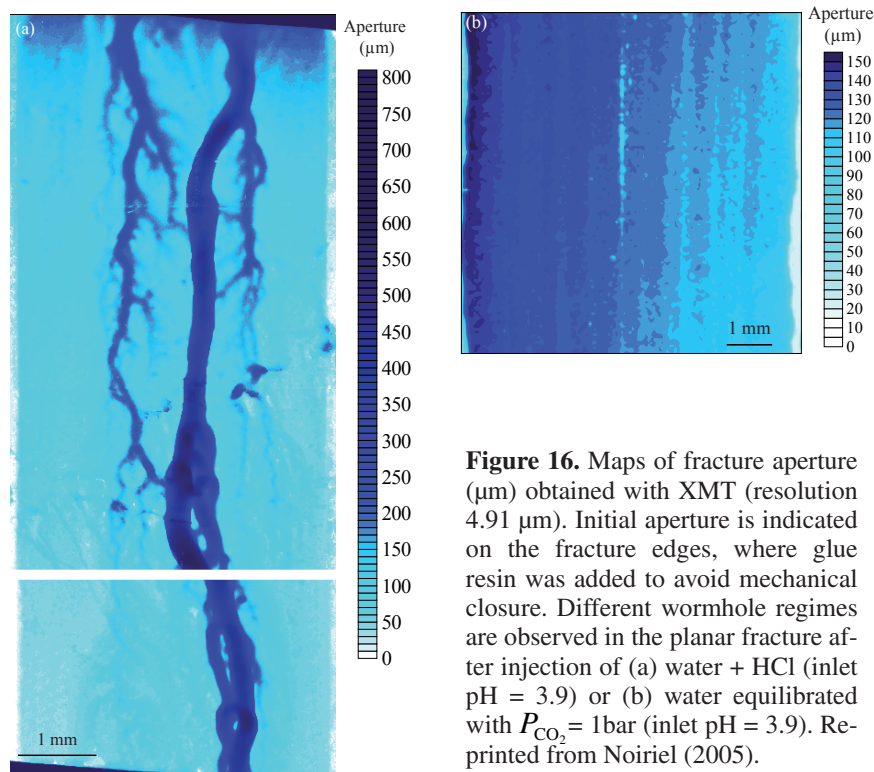 (a)
Aperture
(µm)
800
750
700
650
600
550
500
450
400
350
300
250
200
150
100
50
0
1 mm
(b)
Aperture
(µm)
150
140
130
120
110
100
90
80
70
60
50
40
30
20
10
0
1 mm
Figure 16. Maps of fracture aperture
(µm) obtained with XMT (resolution
4.91 µm). Initial aperture is indicated
on the fracture edges, where glue
resin was added to avoid mechanical
closure. Different wormhole regimes
are observed in the planar fracture af-
ter injection of (a) water + HCl (inlet
pH = 3.9) or (b) water equilibrated
with P_CO₂ = 1bar (inlet pH = 3.9). Re-
printed from Noiriel (2005).